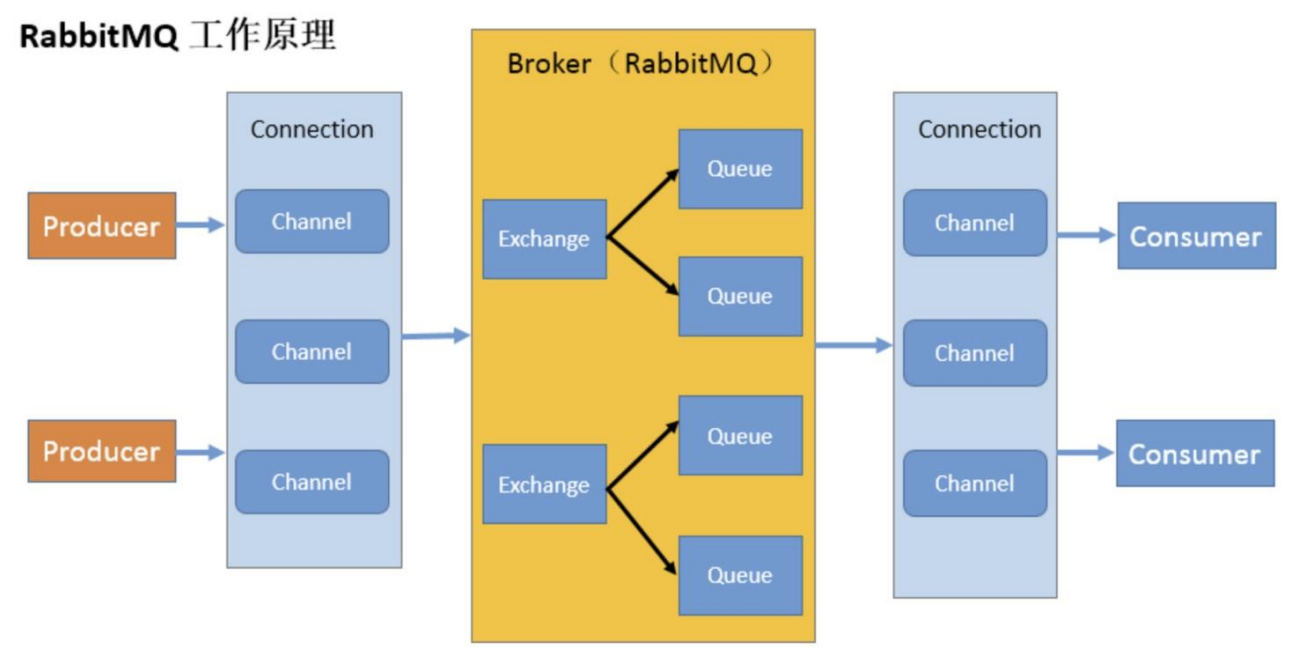 RabbitMQ 工作原理
Producer
Producer
Connection
Channel
Channel
Channel
Broker（RabbitMQ）
Exchange
Queue
Queue
Exchange
Queue
Queue
Connection
Channel
Channel
Channel
Consumer
Consumer